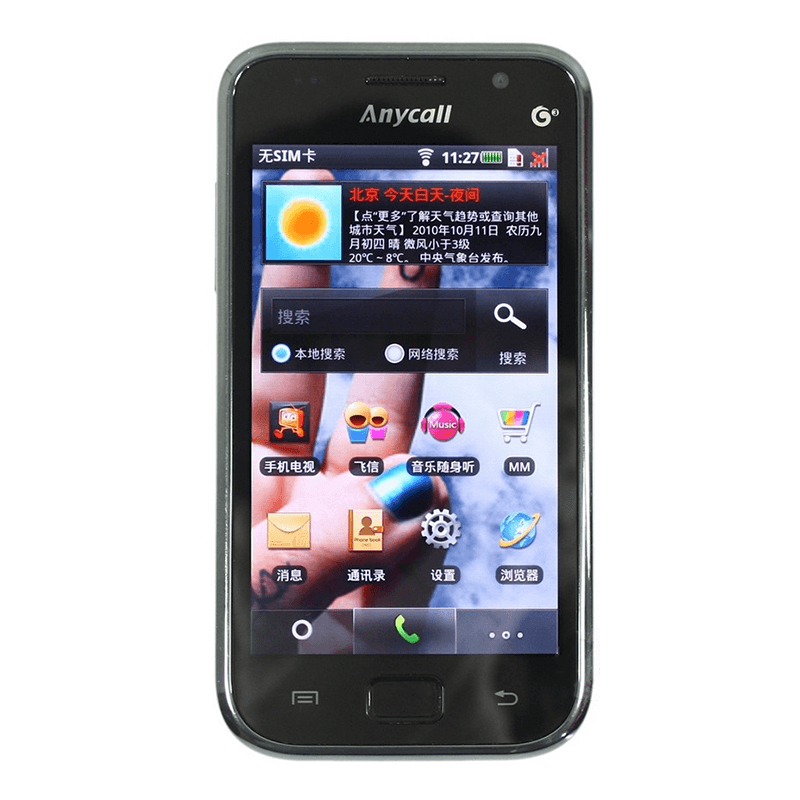 Anycall
G3
无SIM卡
11:27
北京 今天白天-夜间
【点“更多”了解天气趋势或查询其他
城市天气】 2010年10月11日 农历九
月初四 晴 微风小于3级
20℃~8℃。 中央气象台发布。
搜索
本地搜索 网络搜索 搜索
Music
手机电视 飞信 音乐随身听 MM
Phone book
消息 通讯录 设置 浏览器